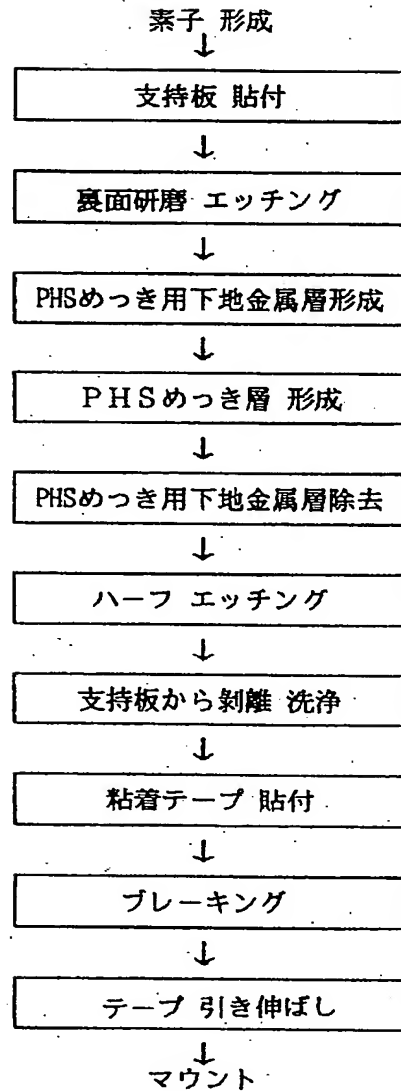 素子 形成
↓
支持板 貼付
↓
裏面研磨 エッチング
↓
PHSめっき用下地金属層形成
↓
ＰＨＳめっき層 形成
↓
PHSめっき用下地金属層除去
↓
ハーフ エッチング
↓
支持板から剝離 洗浄
↓
粘着テープ 貼付
↓
ブレーキング
↓
テープ 引き伸ばし
↓
マウント